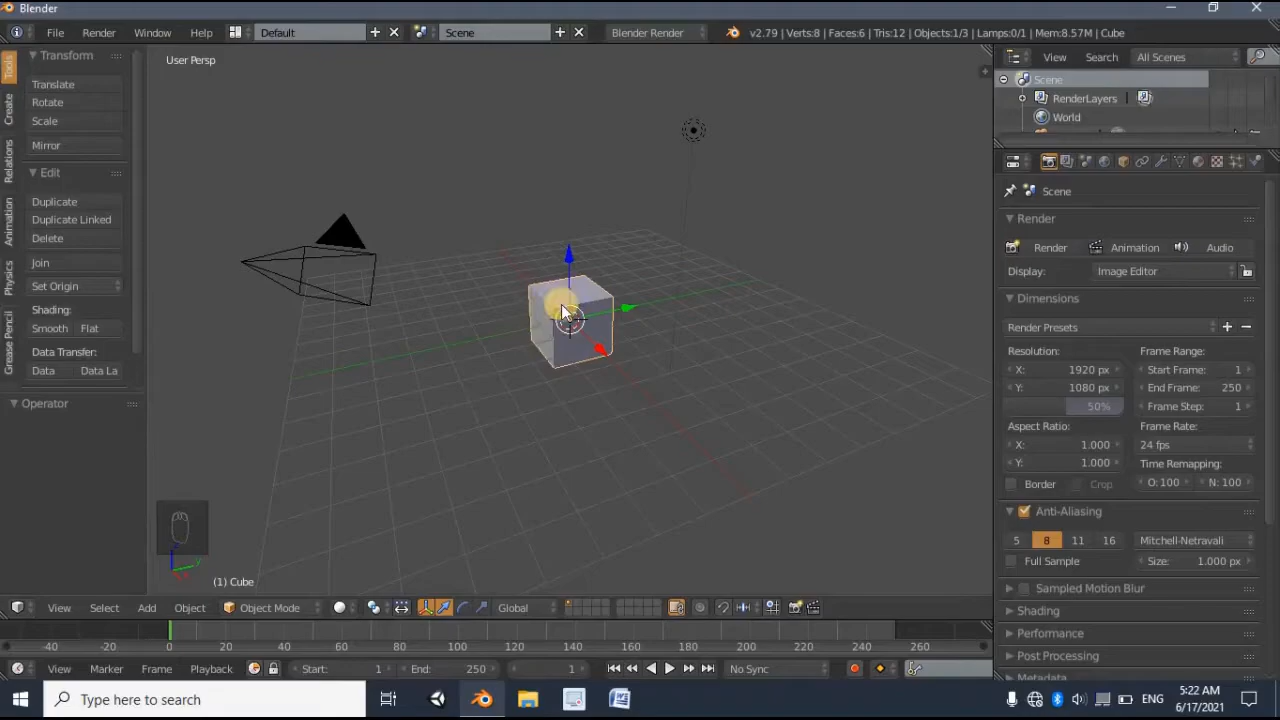 Blender
File Render Window Help Default Scene Blender Render v2.79 | Verts:8 | Faces:6 | Tris:12 | Objects:1/3 | Lamps:0/1 | Mem:8.57M | Cube
Tools
Create
Relations
Animation
Physics
Grease Pencil
Transform
Translate
Rotate
Scale
Mirror
Edit
Duplicate
Duplicate Linked
Delete
Join
Set Origin
Shading:
Smooth Flat
Data Transfer:
Data Data La
Operator
User Persp
(1) Cube
View Select Add Object Object Mode Global
-40 -20 0 20 40 60 80 100 120 140 160 180 200 220 240 260
View Marker Frame Playback Start: 1 End: 250 1 No Sync
View Search All Scenes
Scene
RenderLayers
World
Scene
Render
Render Animation Audio
Display: Image Editor
Dimensions
Render Presets
Resolution: Frame Range:
X: 1920 px Start Frame: 1
Y: 1080 px End Frame: 250
50% Frame Step: 1
Aspect Ratio: Frame Rate:
X: 1.000 24 fps
Y: 1.000 Time Remapping:
Border Crop O:100 N: 100
Anti-Aliasing
5 8 11 16 Mitchell-Netravali
Full Sample Size: 1.000 px
Sampled Motion Blur
Shading
Performance
Post Processing
Metadata
Type here to search
ENG
5:22 AM
6/17/2021